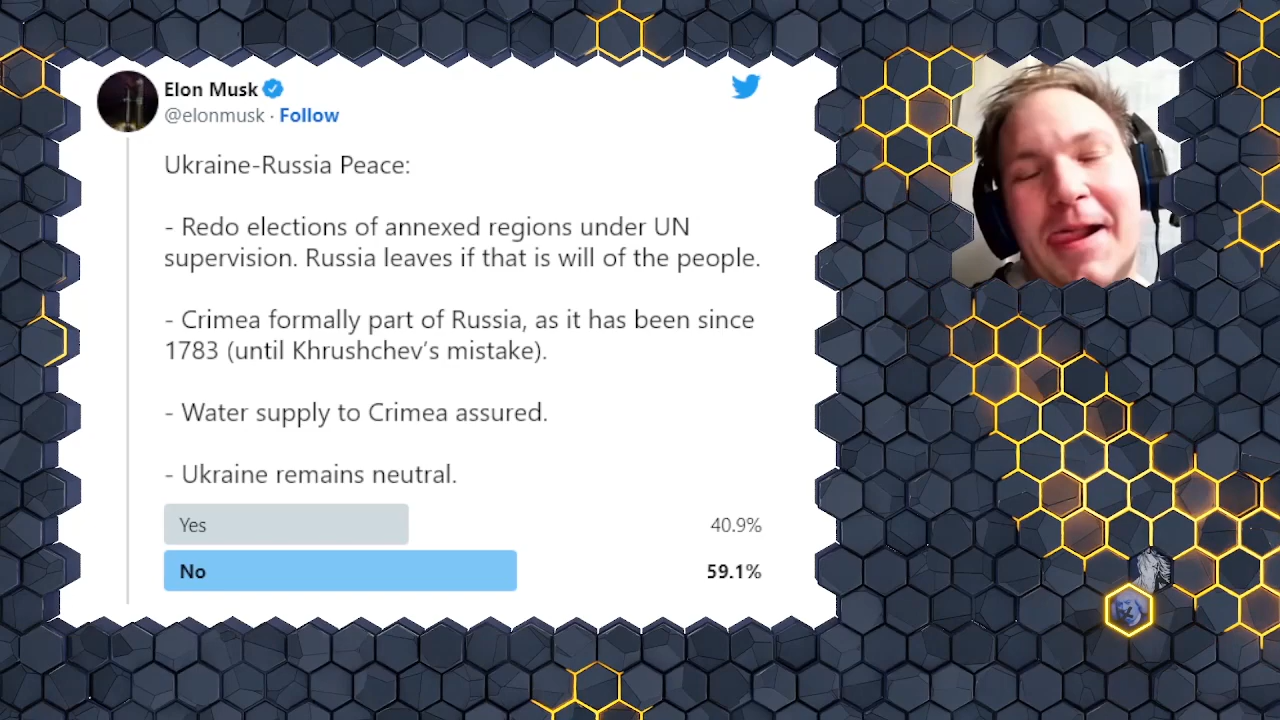 Elon Musk
@elonmusk · Follow
Ukraine-Russia Peace:
- Redo elections of annexed regions under UN
supervision. Russia leaves if that is will of the people.
- Crimea formally part of Russia, as it has been since
1783 (until Khrushchev’s mistake).
- Water supply to Crimea assured.
- Ukraine remains neutral.
Yes 40.9%
No 59.1%